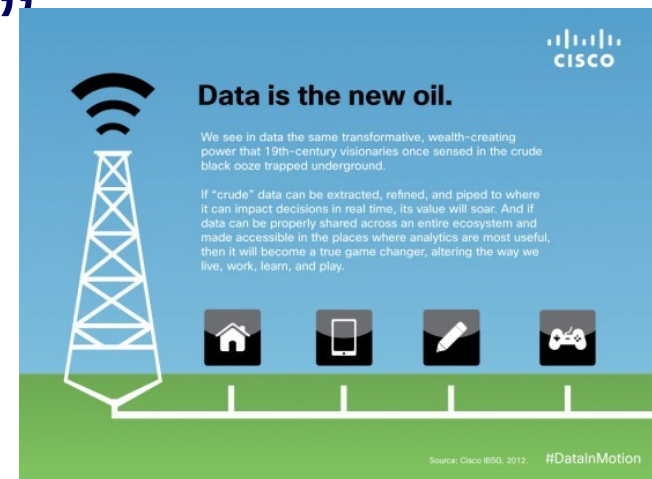 ”
CISCO
Data is the new oil.
We see in data the same transformative, wealth-creating
power that 19th-century visionaries once sensed in the crude
black ooze trapped underground.
If “crude” data can be extracted, refined, and piped to where
it can impact decisions in real time, its value will soar. And if
data can be properly shared across an entire ecosystem and
made accessible in the places where analytics are most useful,
then it will become a true game changer, altering the way we
live, work, learn, and play.
Source: Cisco IBSG, 2012.
#DataInMotion